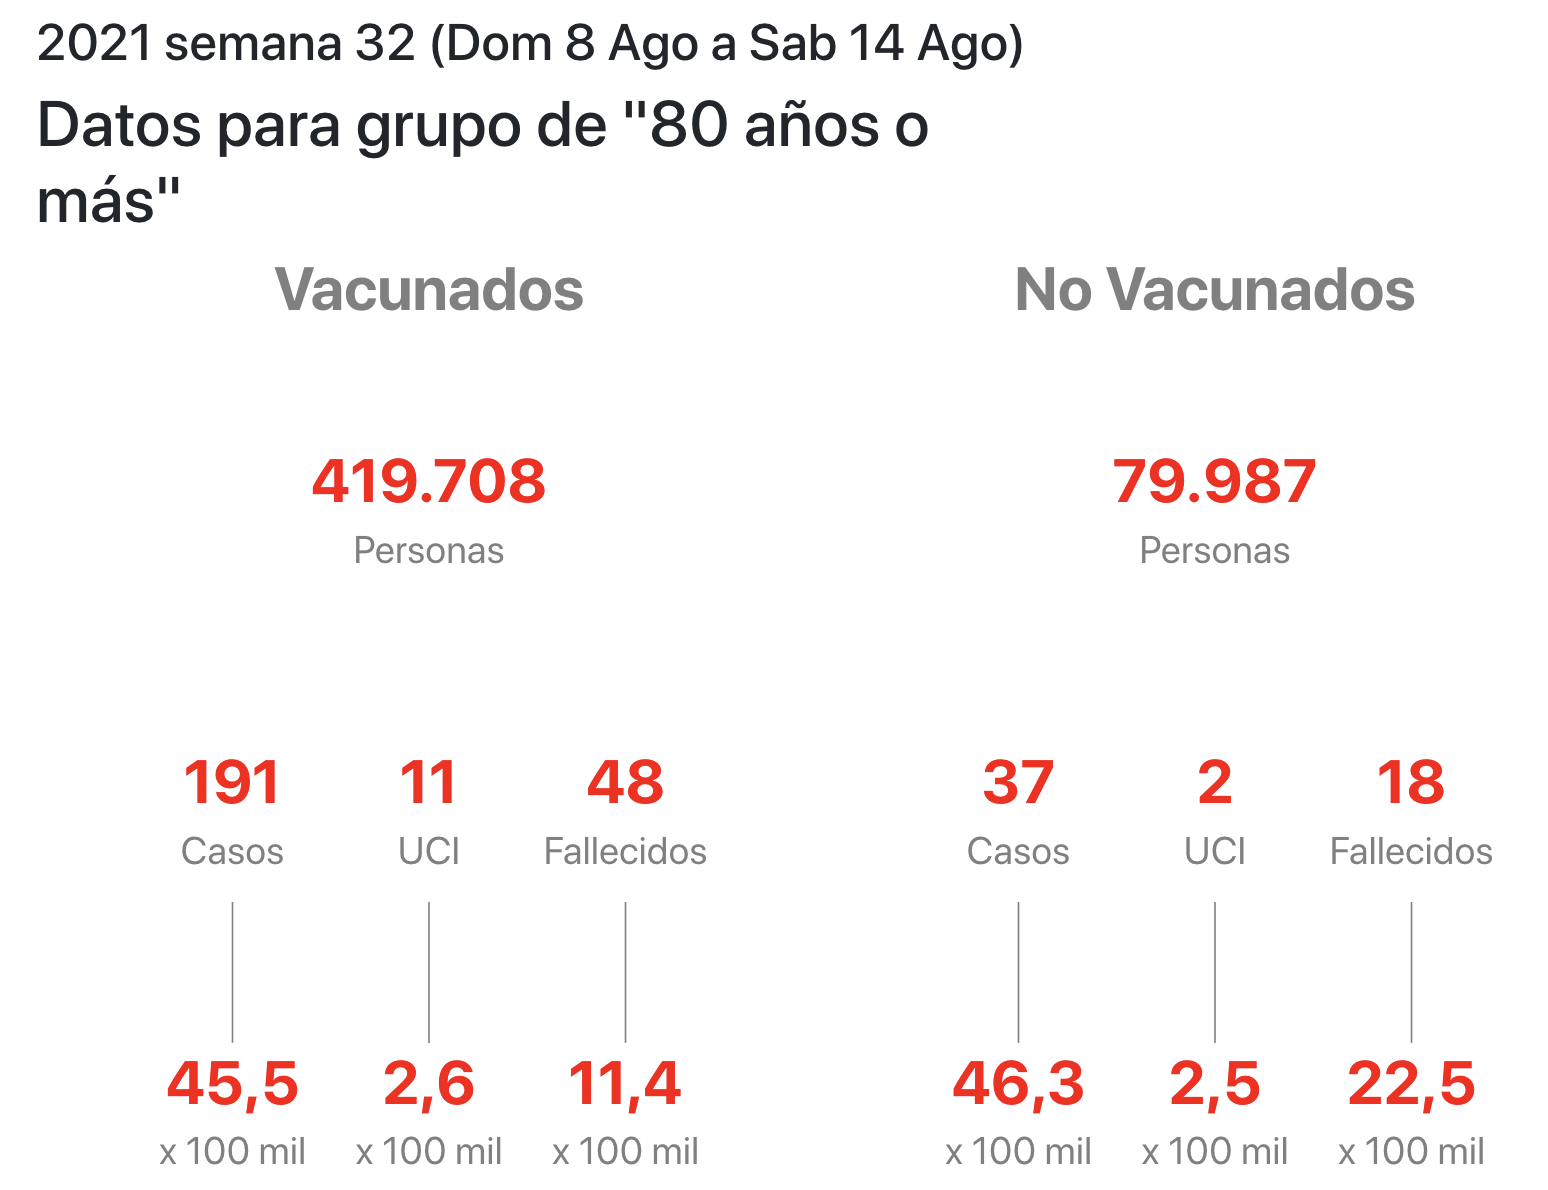 2021 semana 32 (Dom 8 Ago a Sab 14 Ago)
Datos para grupo de "80 años o
más"
Vacunados
No Vacunados
419.708
Personas
79.987
Personas
191
11
48
37
2
18
Casos
UCI
Fallecidos
Casos
UCI
Fallecidos
45,5
2,6
11,4
46,3
2,5
22,5
x 100 mil
x 100 mil
x 100 mil
x 100 mil
x 100 mil
x 100 mil